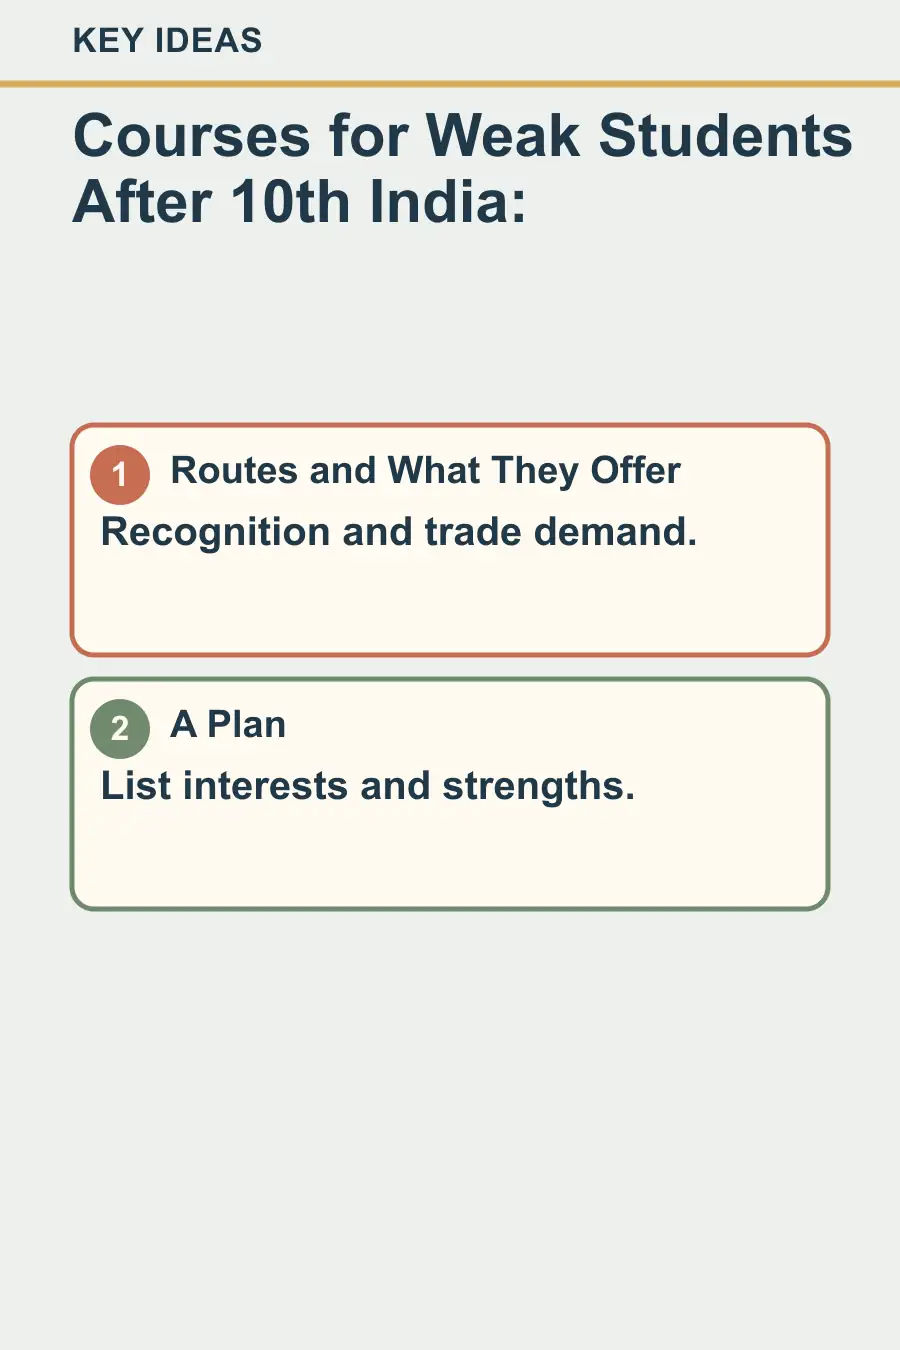 KEY IDEAS
Courses for Weak Students
After 10th India:
1 Routes and What They Offer
Recognition and trade demand.
2 A Plan
List interests and strengths.